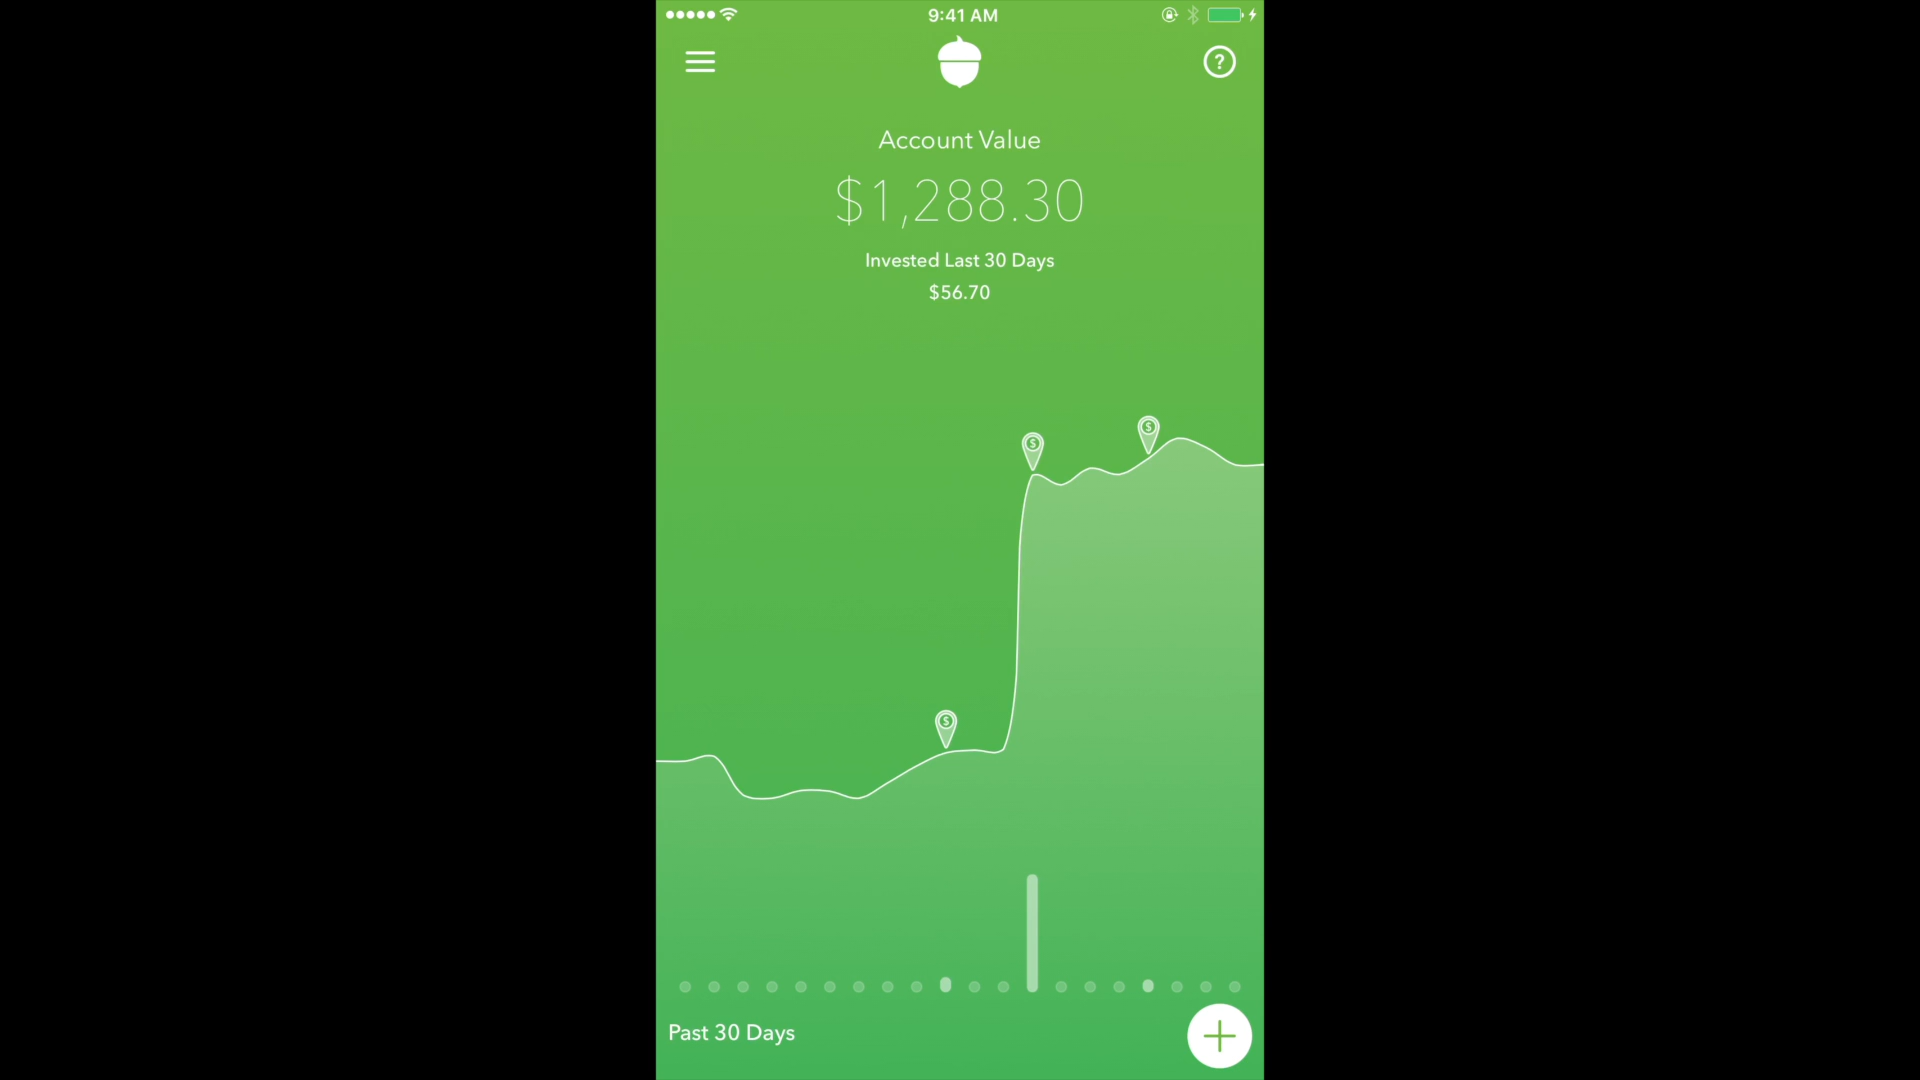 9:41 AM
?
Account Value
$1,288.30
Invested Last 30 Days
$56.70
$
$
$
Past 30 Days